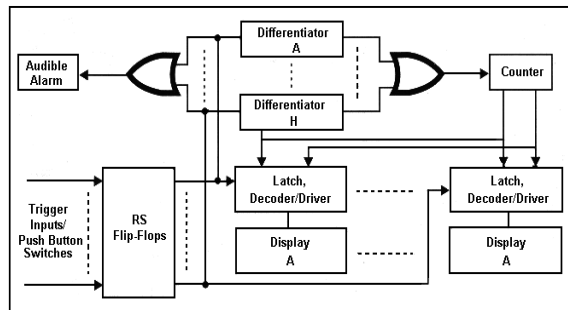 Differentiator
A
Audible
Alarm
Counter
Differentiator
H
Latch,
Decoder/Driver
Latch,
Decoder/Driver
Trigger
Inputs/
Push Button
Switches
RS
Flip-Flops
Display
A
Display
A